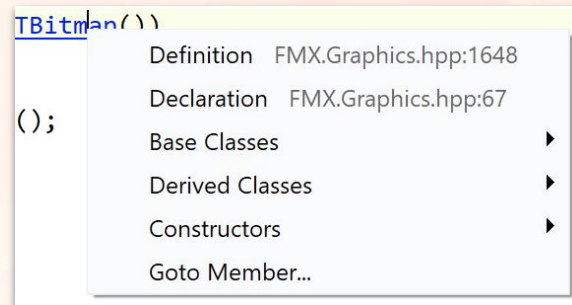 TBitmap())
Definition FMX.Graphics.hpp:1648
Declaration FMX.Graphics.hpp:67
();
Base Classes
Derived Classes
Constructors
Goto Member...